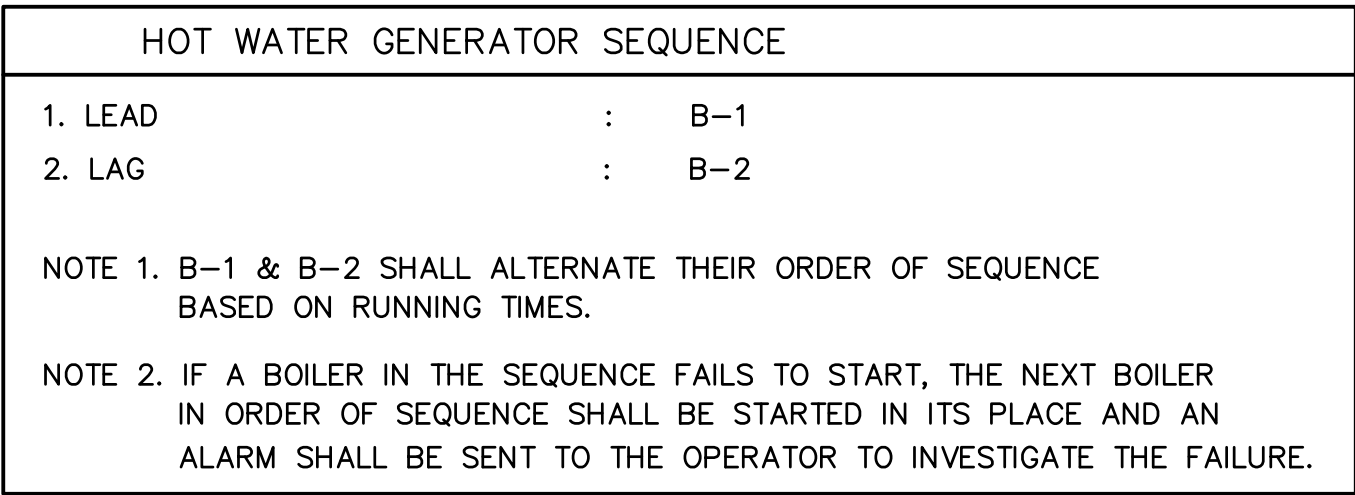 HOT WATER GENERATOR SEQUENCE
1. LEAD : B-1
2. LAG : B-2
NOTE 1. B-1 & B-2 SHALL ALTERNATE THEIR ORDER OF SEQUENCE
BASED ON RUNNING TIMES.
NOTE 2. IF A BOILER IN THE SEQUENCE FAILS TO START, THE NEXT BOILER
IN ORDER OF SEQUENCE SHALL BE STARTED IN ITS PLACE AND AN
ALARM SHALL BE SENT TO THE OPERATOR TO INVESTIGATE THE FAILURE.